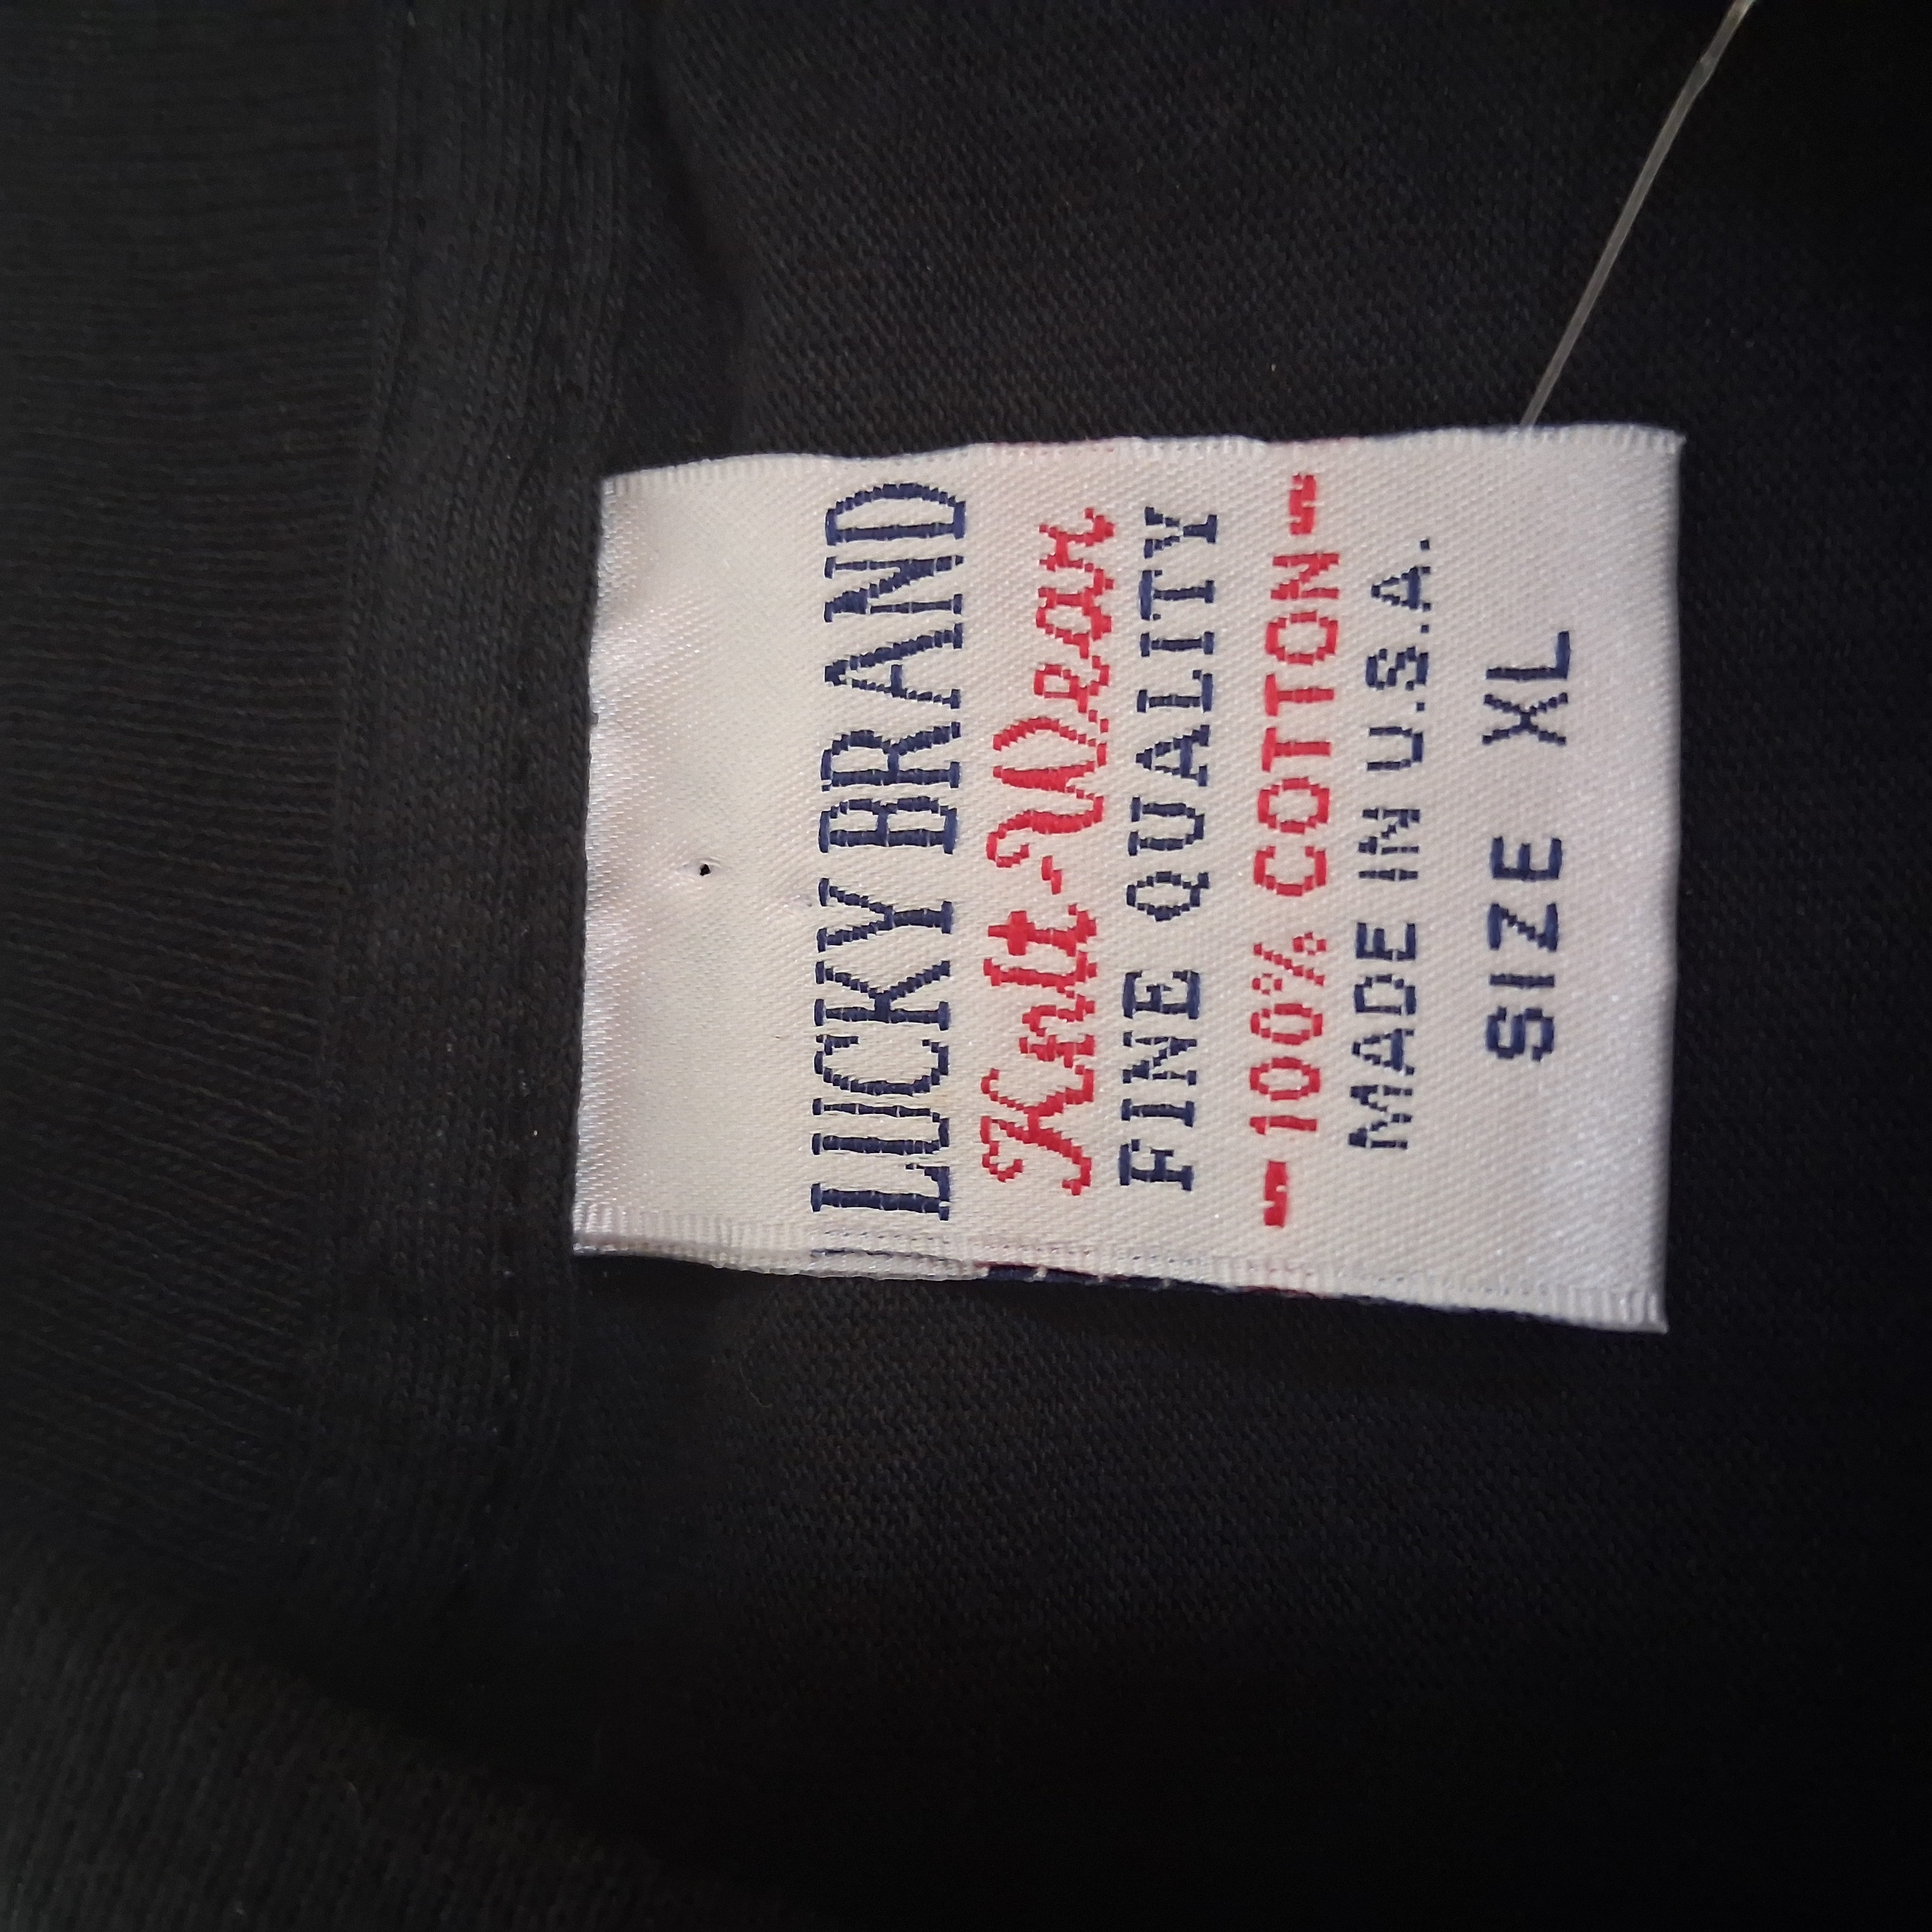 LUCKY BRAND
Knit-Wear
FINE QUALITY
-100% COTTON-
MADE IN U.S.A.
SIZE XL